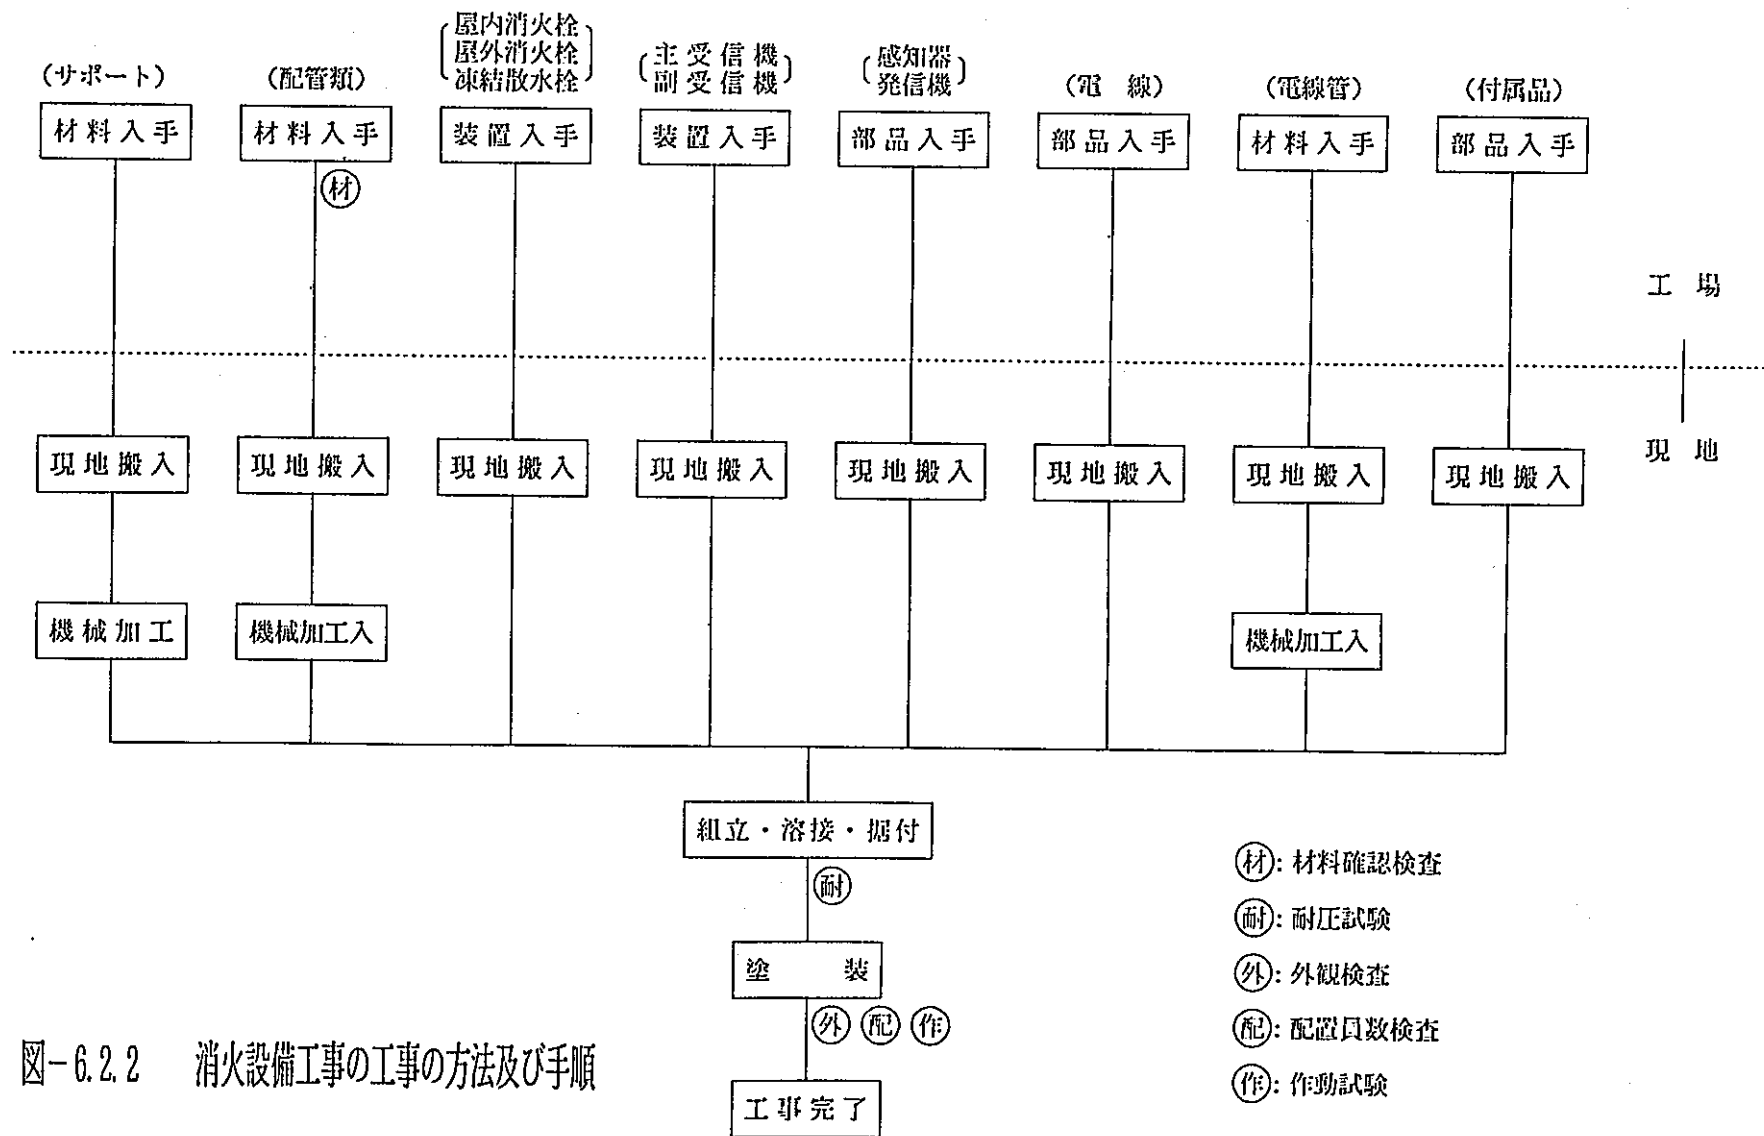 (サポート)
(配管類)
屋内消火栓
屋外消火栓
凍結散水栓
主受信機
副受信機
感知器
発信機
(電　線)
(電線管)
(付属品)
材料入手
材料入手
装置入手
装置入手
部品入手
部品入手
材料入手
部品入手
材
工　場
現地搬入
現地搬入
現地搬入
現地搬入
現地搬入
現地搬入
現地搬入
現地搬入
現　地
機械加工
機械加工入
機械加工入
組立・溶接・据付
耐
塗　　装
外 配 作
工事完了
材: 材料確認検査
耐: 耐圧試験
外: 外観検査
配: 配置員数検査
作: 作動試験
図-6.2.2　消火設備工事の工事の方法及び手順